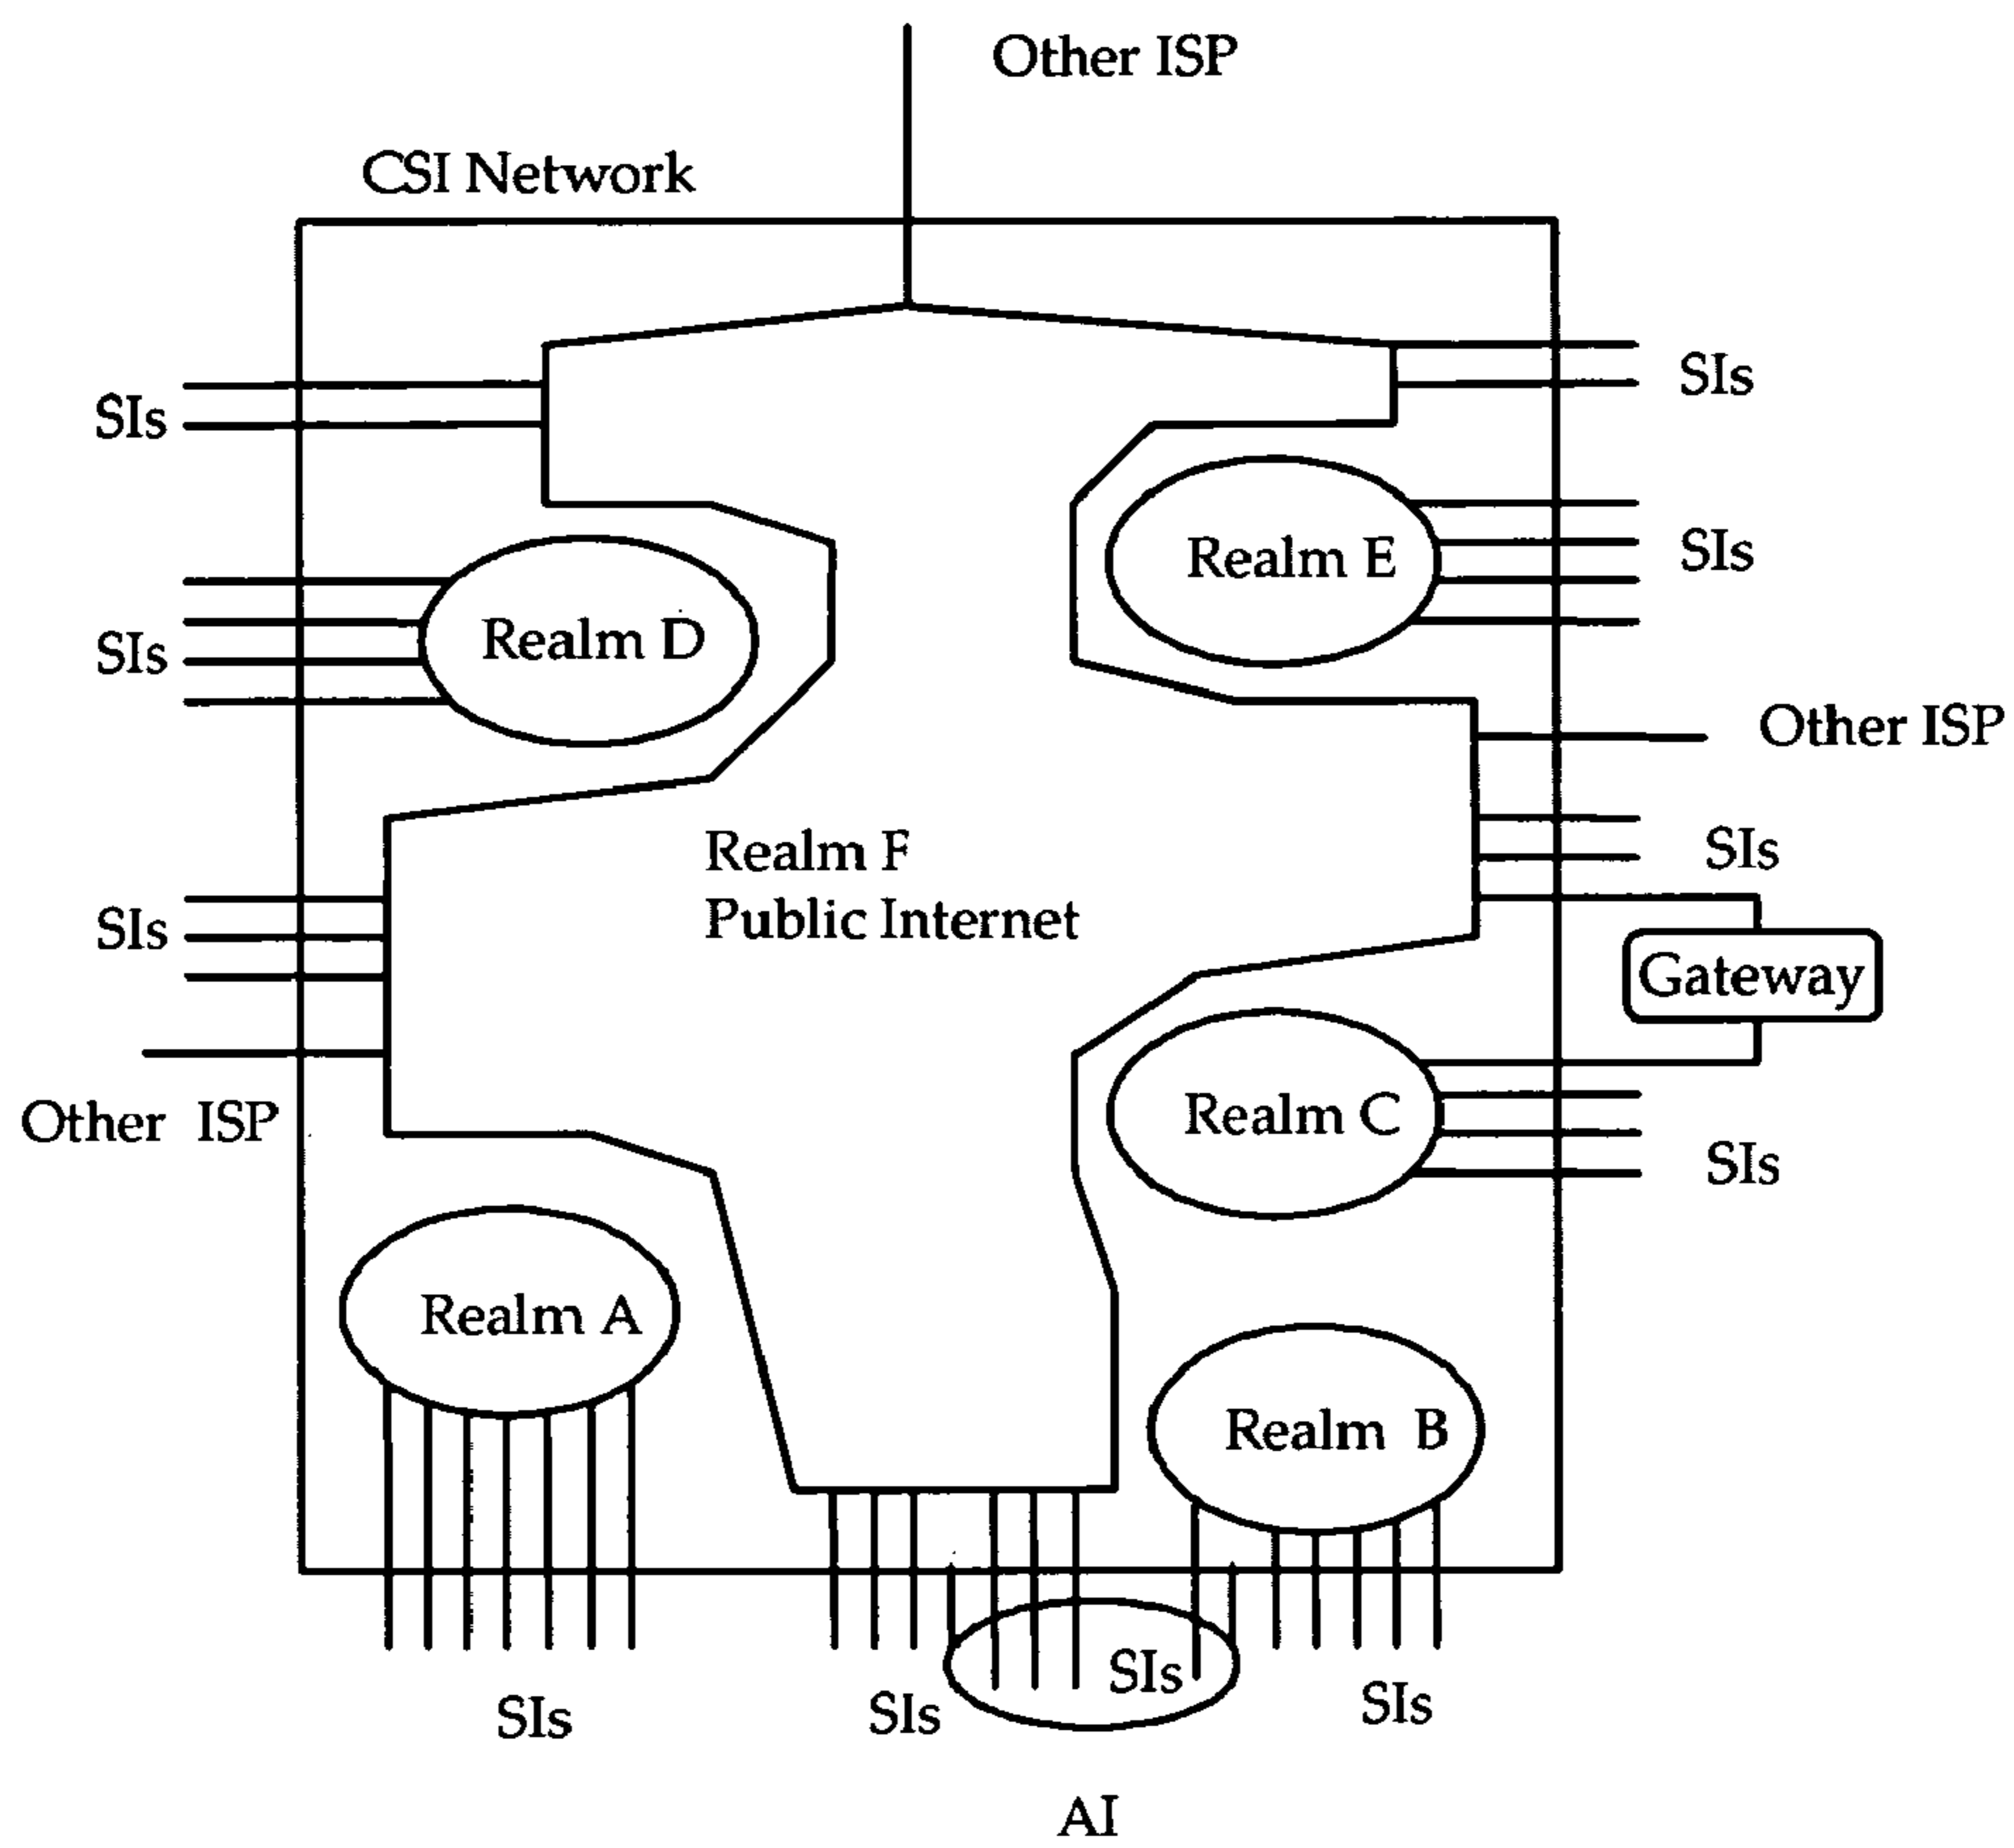 Other ISP
CSI Network
SIs
SIs
Realm E
SIs
Realm D
SIs
Other ISP
Realm F
Public Internet
SIs
SIs
Gateway
Other ISP
Realm C
SIs
Realm A
Realm B
SIs
SIs
SIs
SIs
AI